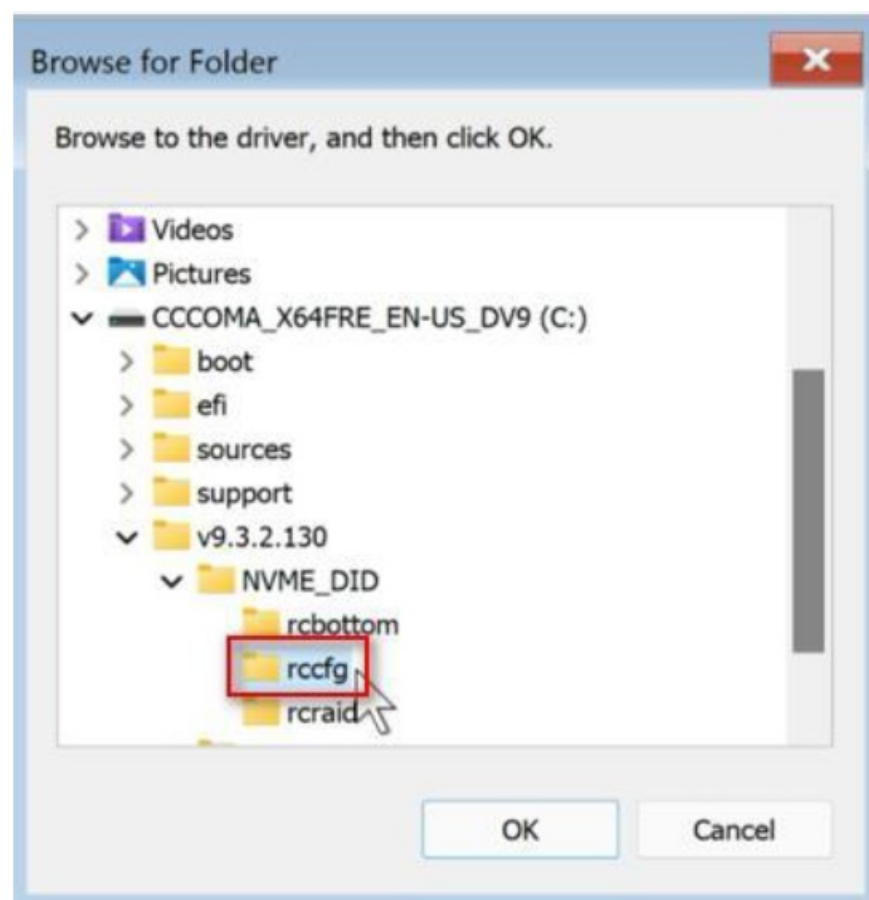 Browse for Folder
Browse to the driver, and then click OK.
Videos
Pictures
CCCOMA_X64FRE_EN-US_DV9 (C:)
boot
efi
sources
support
v9.3.2.130
NVME_DID
rcbottom
rccfg
rcraid
OK
Cancel